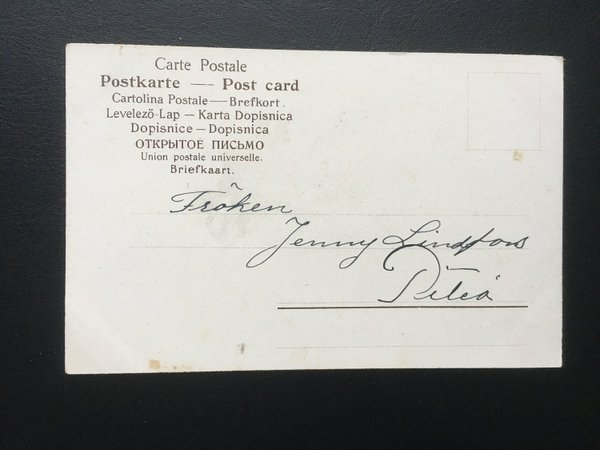 Carte Postale
Postkarte — Post card
Cartolina Postale — Brefkort.
Levelező-Lap — Karta Dopisnica
Dopisnice — Dopisnica
ОТКРЫТОЕ ПИСЬМО
Union postale universelle.
Briefkaart.
Fröken
Jenny Lindfors
Piteå